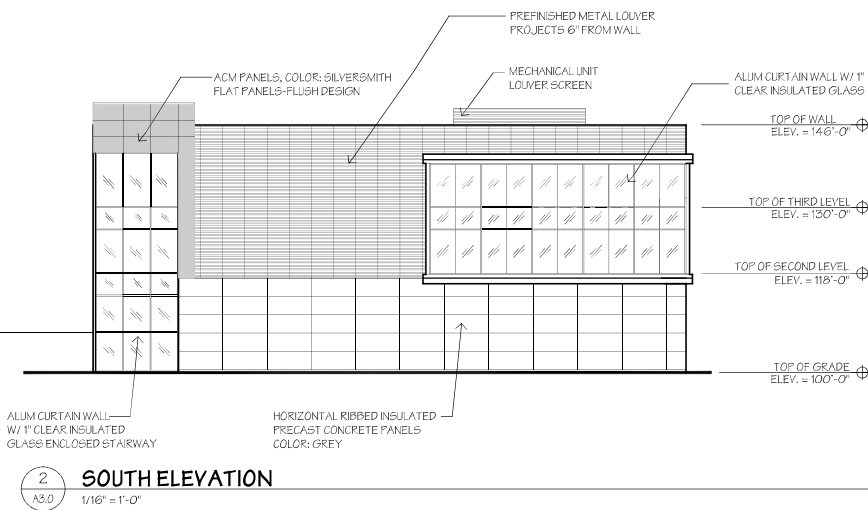 PREFINISHED METAL LOUVER
PROJECTS 6" FROM WALL
ACM PANELS, COLOR: SILVERSMITH
FLAT PANELS-FLUSH DESIGN
MECHANICAL UNIT
LOUVER SCREEN
ALUM CURTAIN WALL W/ 1"
CLEAR INSULATED GLASS
TOP OF WALL
ELEV. = 146'-0"
TOP OF THIRD LEVEL
ELEV. = 130'-0"
TOP OF SECOND LEVEL
ELEV. = 118'-0"
TOP OF GRADE
ELEV. = 100'-0"
ALUM CURTAIN WALL
W/ 1" CLEAR INSULATED
GLASS ENCLOSED STAIRWAY
HORIZONTAL RIBBED INSULATED
PRECAST CONCRETE PANELS
COLOR: GREY
2
A3.0
SOUTH ELEVATION
1/16" = 1'-0"